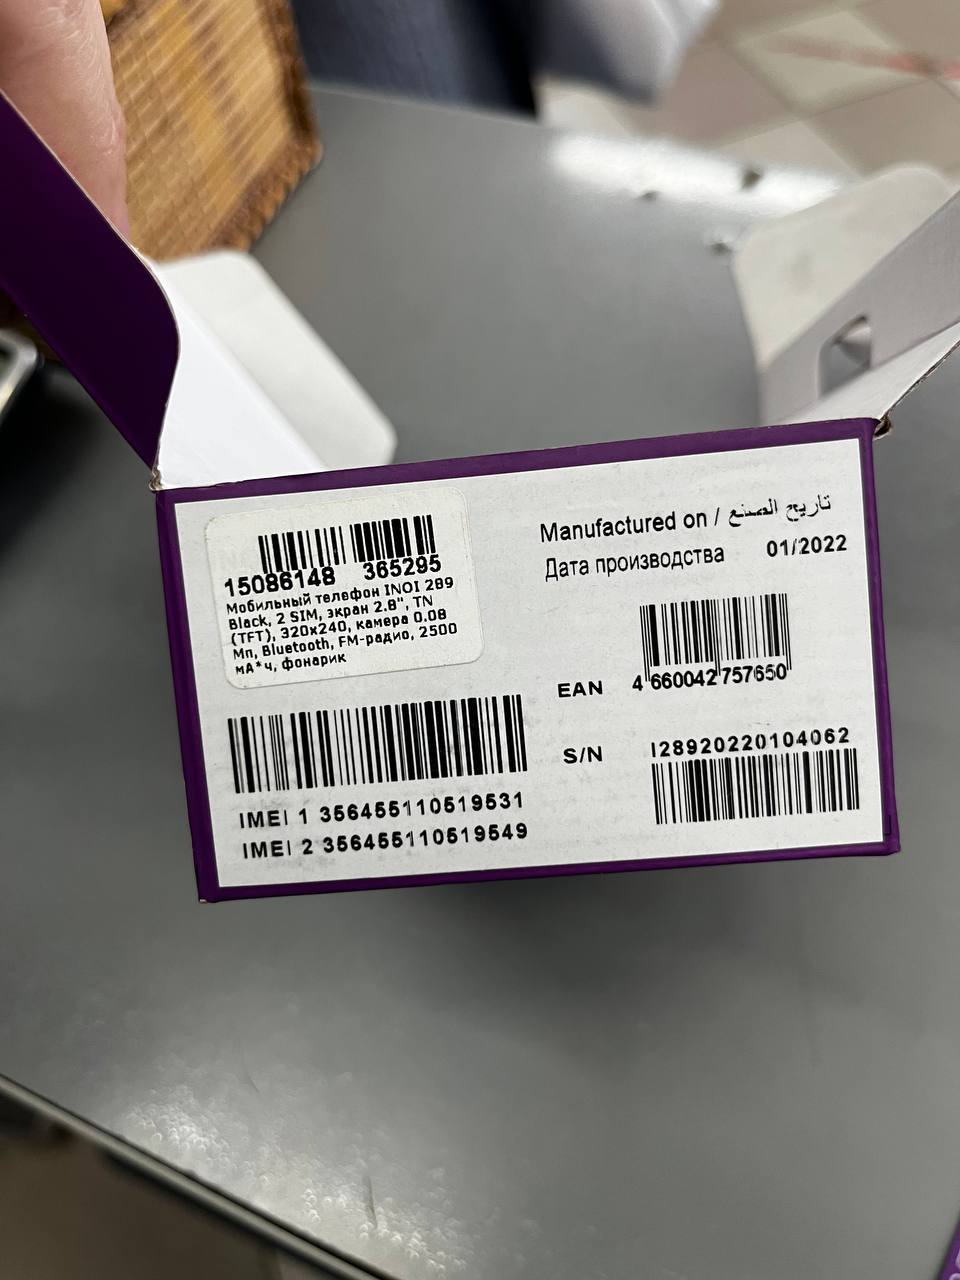 15086148 365295
Мобильный телефон INOI 289
Black, 2 SIM, экран 2.8", TN
(TFT), 320x240, камера 0.08
Мп, Bluetooth, FM-радио, 2500
мА*ч, фонарик
Manufactured on / تاريخ الصنع
Дата производства 01/2022
EAN 4 660042 757650
S/N I28920220104062
IMEI 1 356455110519531
IMEI 2 356455110519549